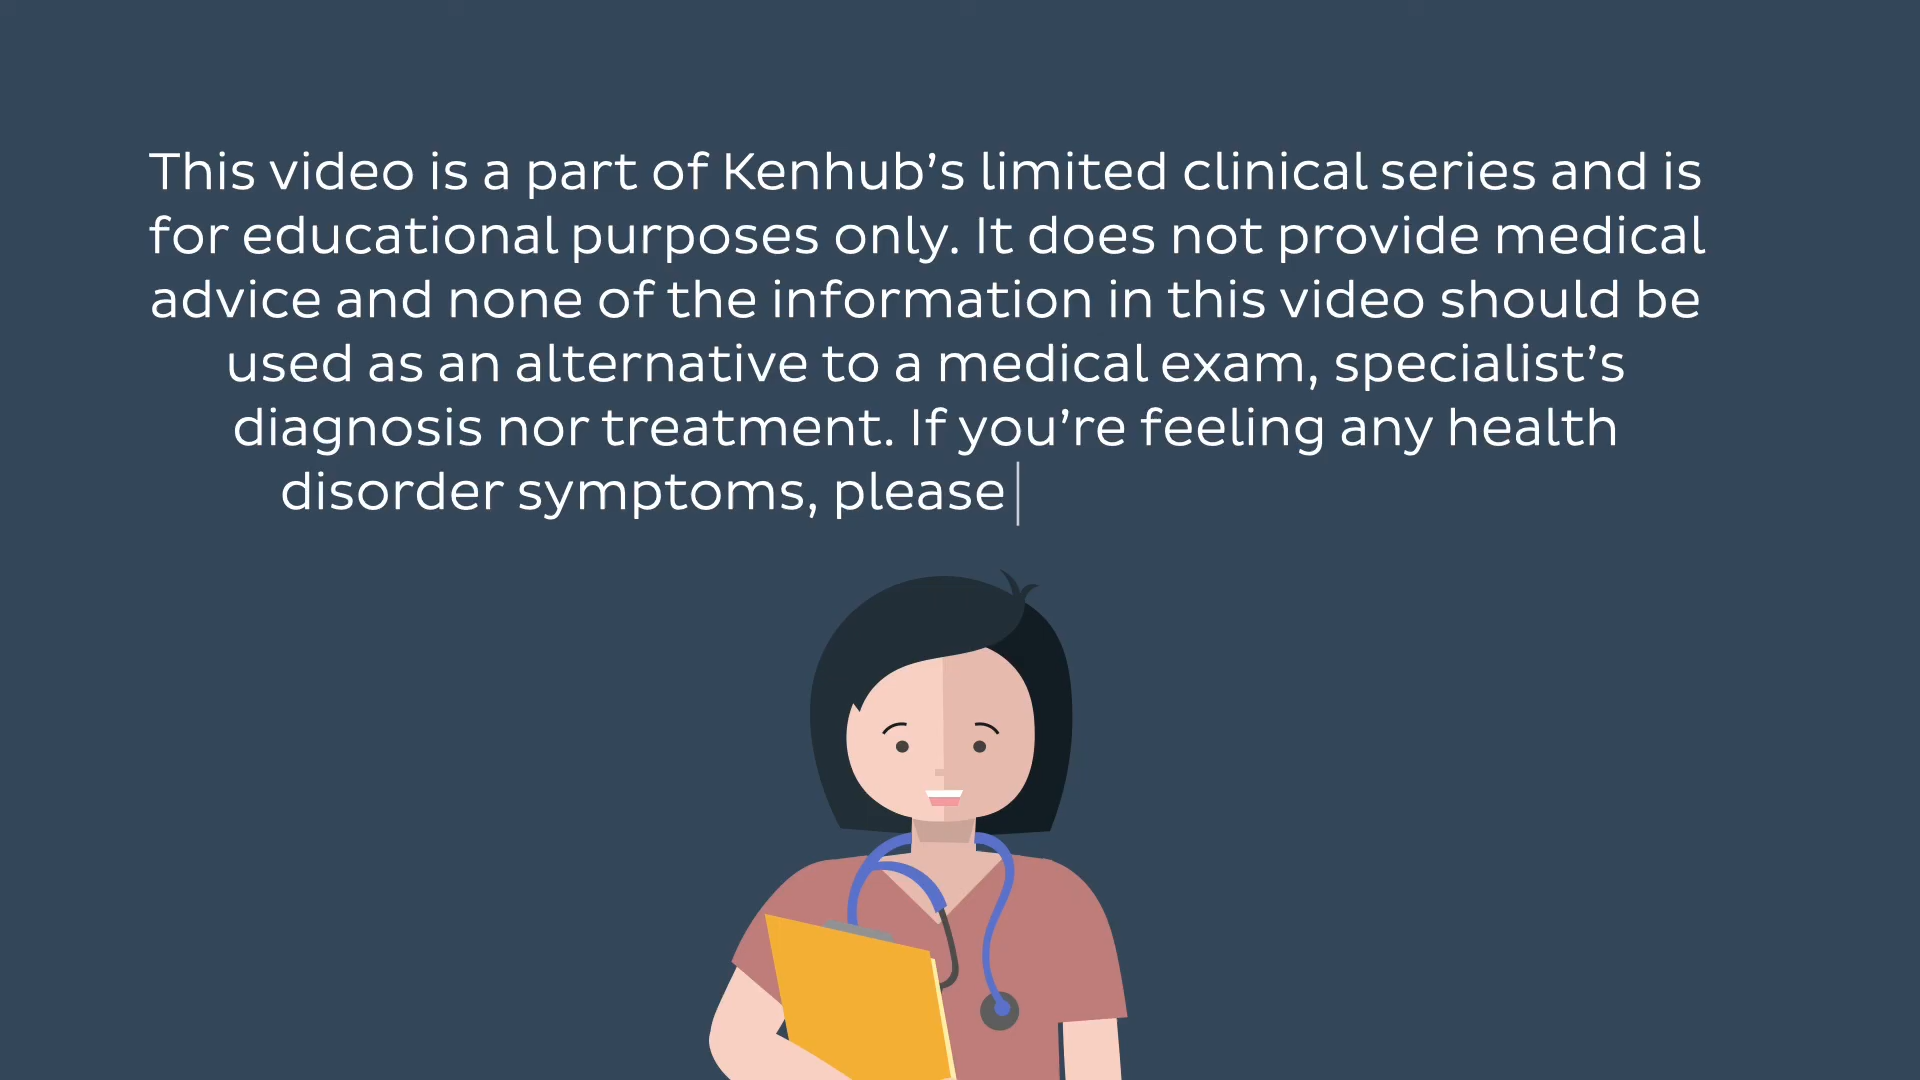 This video is a part of Kenhub’s limited clinical series and is
for educational purposes only. It does not provide medical
advice and none of the information in this video should be
used as an alternative to a medical exam, specialist’s
diagnosis nor treatment. If you’re feeling any health
disorder symptoms, please